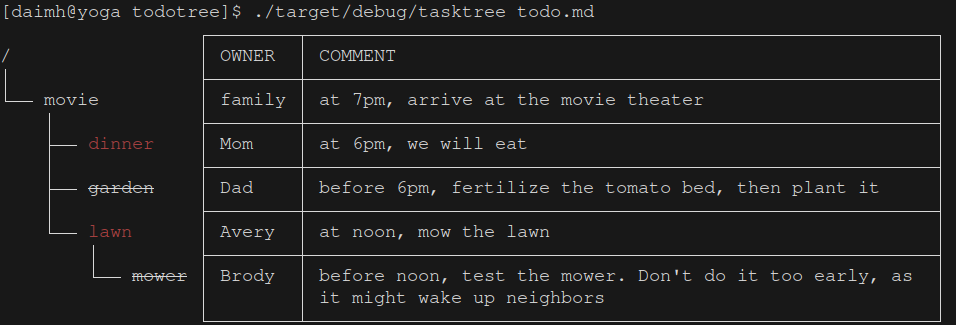 [daimh@yoga todotree]$ ./target/debug/tasktree todo.md
/ OWNER COMMENT
movie family at 7pm, arrive at the movie theater
dinner Mom at 6pm, we will eat
garden Dad before 6pm, fertilize the tomato bed, then plant it
lawn Avery at noon, mow the lawn
mower Brody before noon, test the mower. Don't do it too early, as
it might wake up neighbors